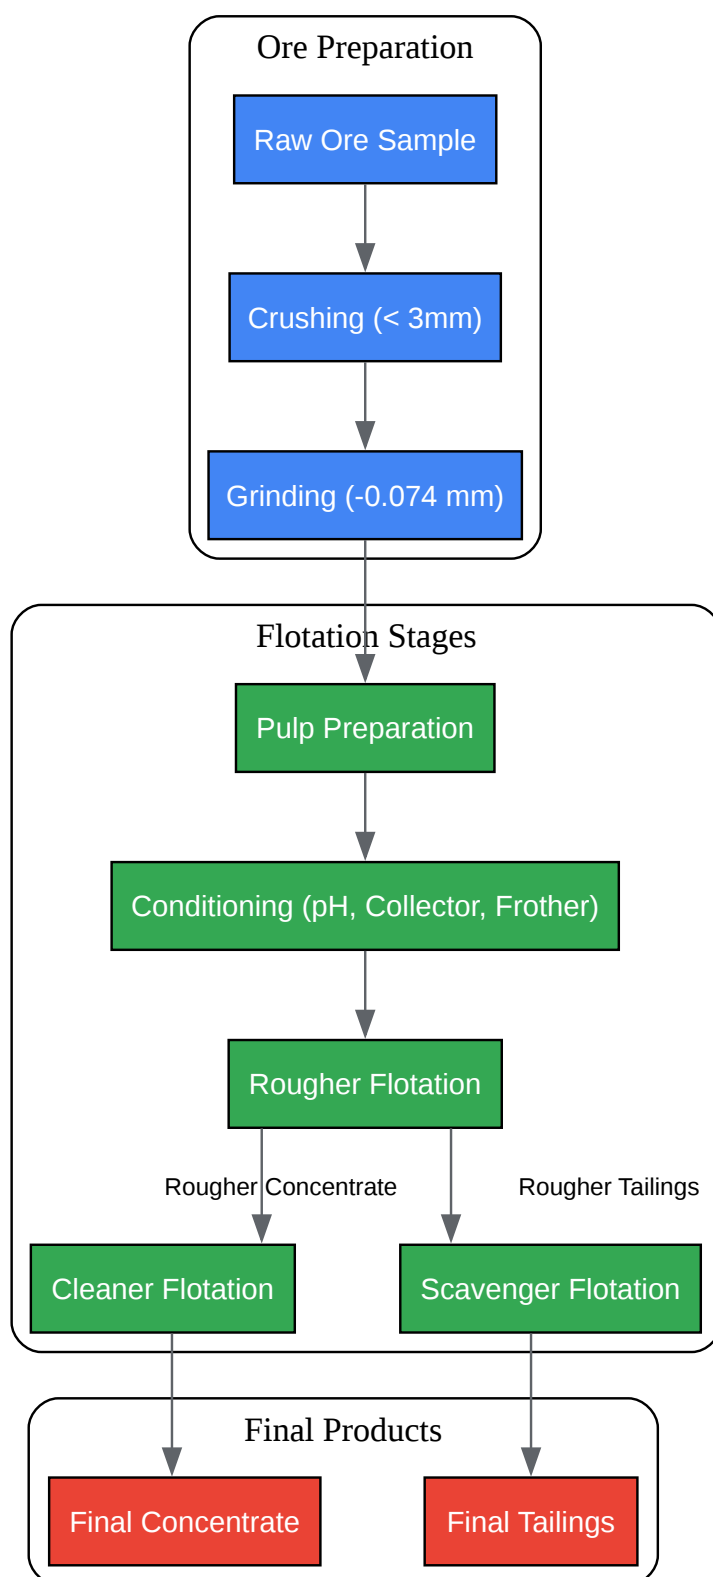 Ore Preparation
Raw Ore Sample
Crushing (< 3mm)
Grinding (-0.074 mm)
Flotation Stages
Pulp Preparation
Conditioning (pH, Collector, Frother)
Rougher Flotation
Rougher Concentrate
Rougher Tailings
Cleaner Flotation
Scavenger Flotation
Final Products
Final Concentrate
Final Tailings